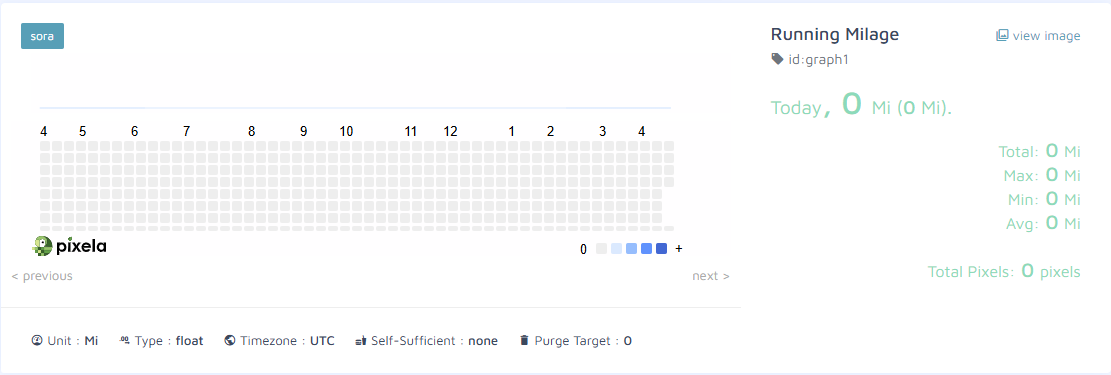 sora
4 5 6 7 8 9 10 11 12 1 2 3 4
pixela
0 +
< previous next >
Unit : Mi Type : float Timezone : UTC Self-Sufficient : none Purge Target : 0
Running Milage
view image
id:graph1
Today, 0 Mi (0 Mi).
Total: 0 Mi
Max: 0 Mi
Min: 0 Mi
Avg: 0 Mi
Total Pixels: 0 pixels